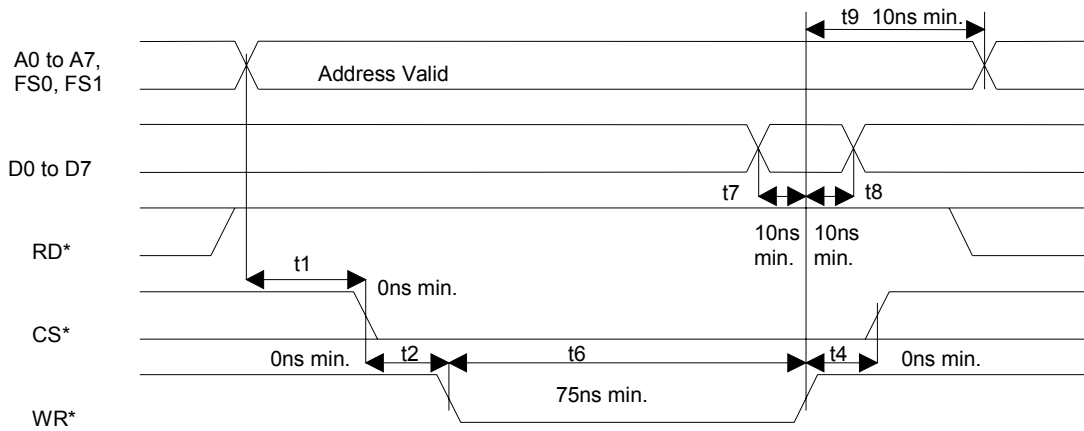 t9 10ns min.
A0 to A7,
FS0, FS1
Address Valid
D0 to D7
t7
t8
10ns
min.
10ns
min.
RD*
t1
0ns min.
CS*
0ns min.
t2
t6
t4
0ns min.
75ns min.
WR*